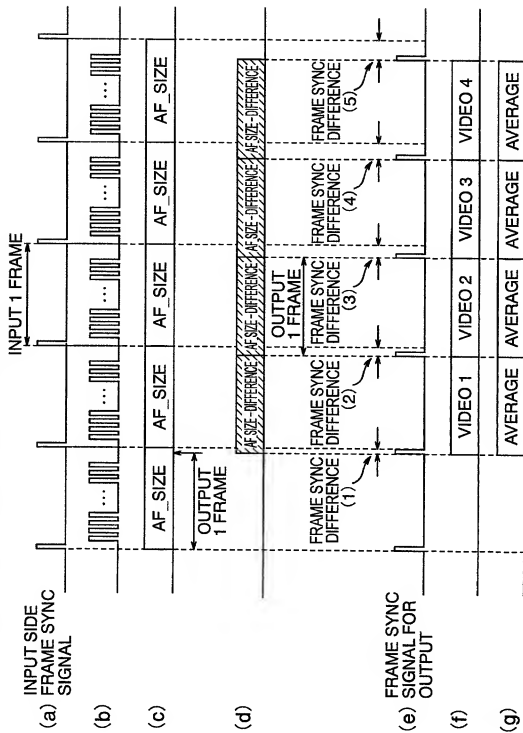 INPUT SIDE
FRAME SYNC
SIGNAL
INPUT 1 FRAME
(a)
(b)
... ... ... ... ...
(c)
AF_SIZE AF_SIZE AF_SIZE AF_SIZE AF_SIZE
OUTPUT
1 FRAME
(d)
AF SIZE-DIFFERENCE AF SIZE-DIFFERENCE AF SIZE-DIFFERENCE AF SIZE-DIFFERENCE
OUTPUT
1 FRAME
FRAME SYNC
DIFFERENCE
(1)
FRAME SYNC
DIFFERENCE
(2)
FRAME SYNC
DIFFERENCE
(3)
FRAME SYNC
DIFFERENCE
(4)
FRAME SYNC
DIFFERENCE
(5)
FRAME SYNC
SIGNAL FOR
OUTPUT
(e)
(f)
VIDEO 1 VIDEO 2 VIDEO 3 VIDEO 4
(g)
AVERAGE AVERAGE AVERAGE AVERAGE